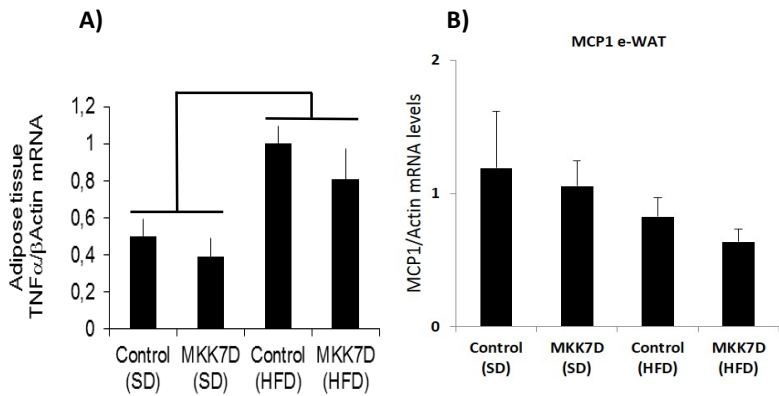 A)
Adipose tissue
TNFα/βActin mRNA
1,2
1
0,8
0,6
0,4
0,2
0
Control
(SD)
MKK7D
(SD)
Control
(HFD)
MKK7D
(HFD)
B)
MCP1 e-WAT
MCP1/Actin mRNA levels
2
1
0
Control
(SD)
MKK7D
(SD)
Control
(HFD)
MKK7D
(HFD)